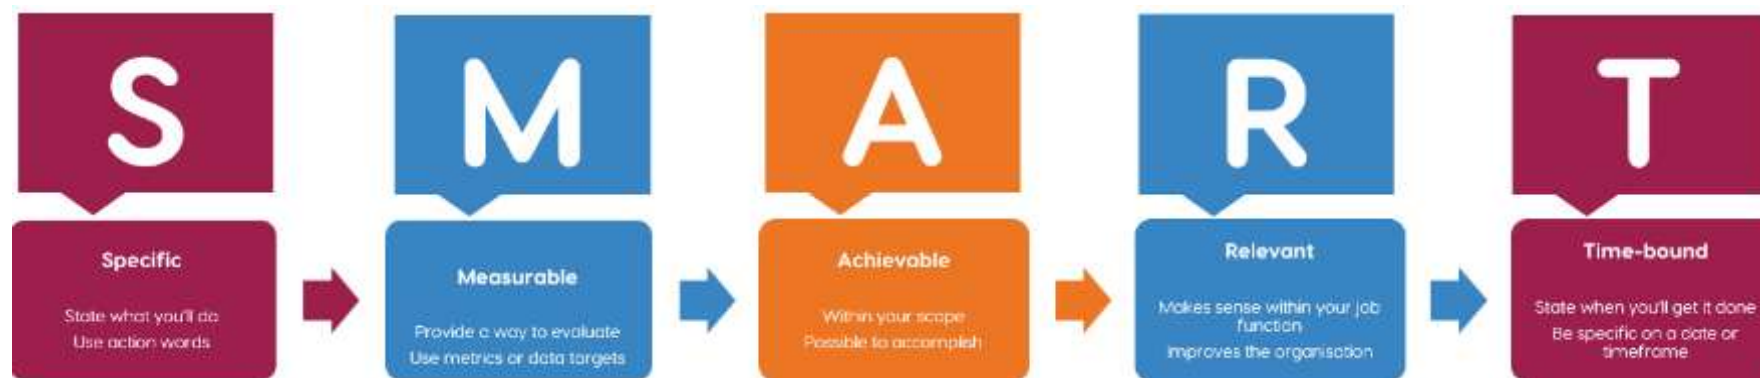 S
M
A
R
T
Specific
State what you'll do
Use action words
Measurable
Provide a way to evaluate
Use metrics or data targets
Achievable
Within your scope
Possible to accomplish
Relevant
Makes sense within your job
function
Improves the organisation
Time-bound
State when you'll get it done
Be specific on a date or
timeframe